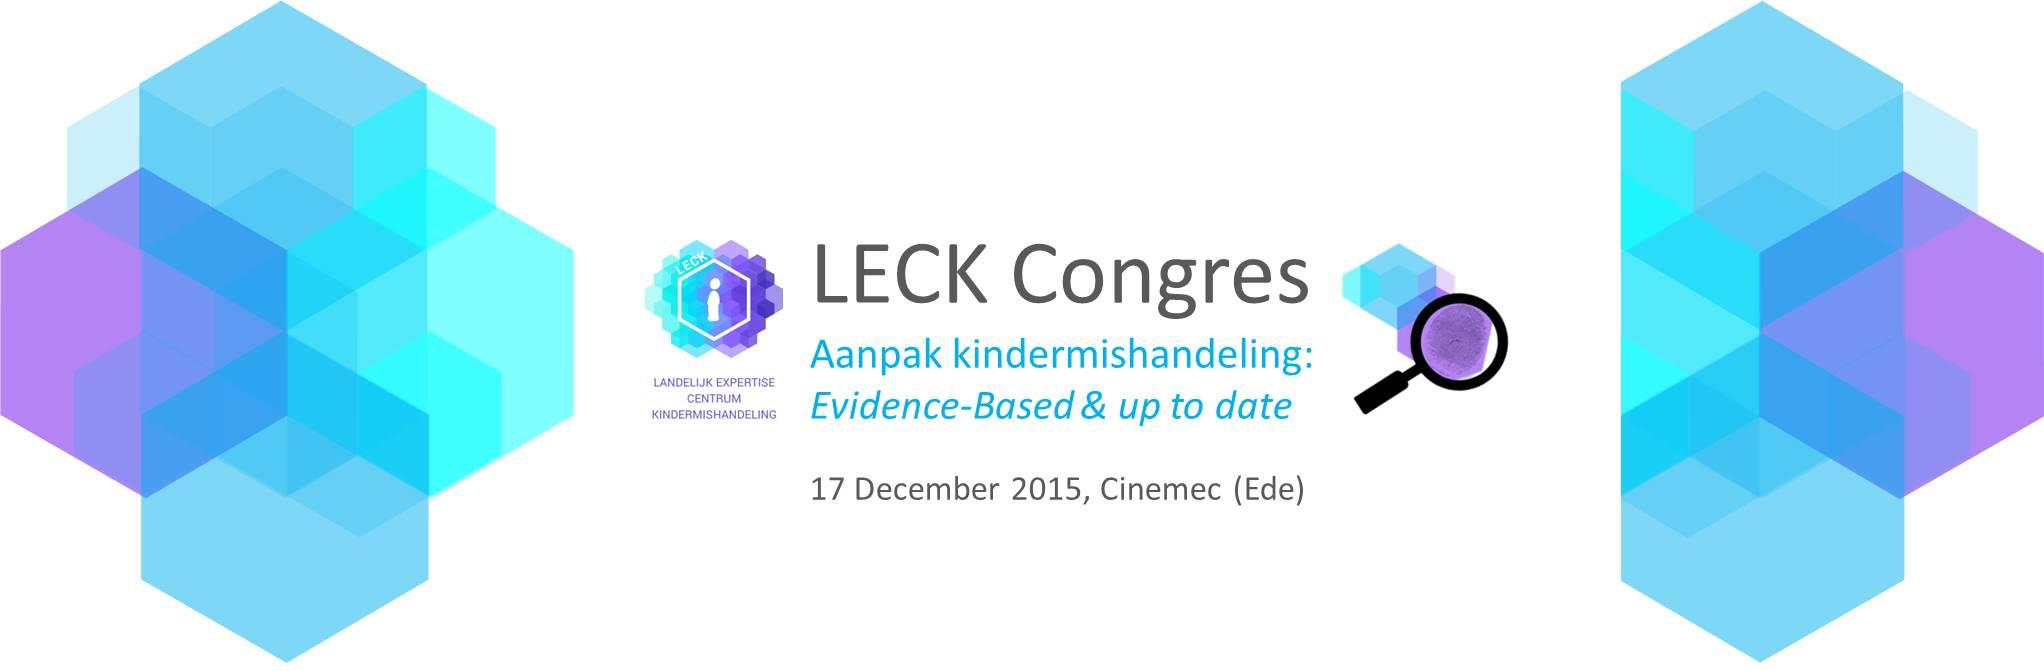 LECK
LANDELIJK EXPERTISE
CENTRUM
KINDERMISHANDELING
LECK Congres
Aanpak kindermishandeling:
Evidence-Based & up to date
17 December 2015, Cinemec (Ede)